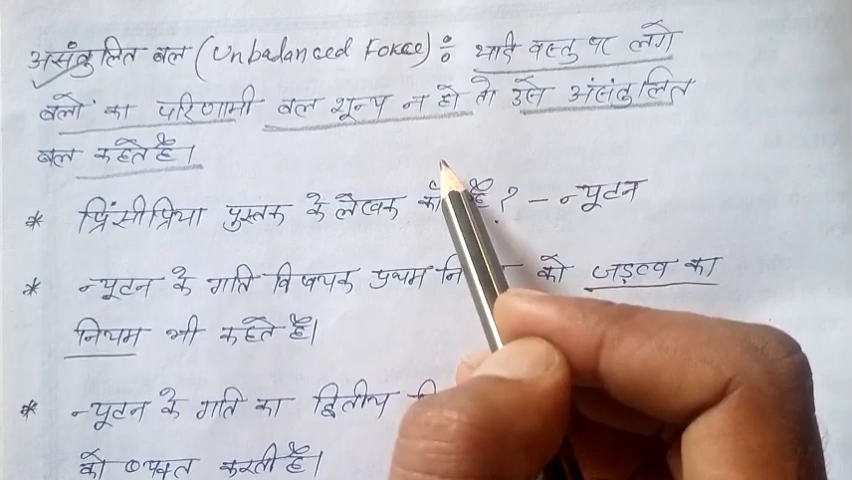 असंतुलित बल (Unbalanced Force) : यदि वस्तु पर लगे
बलों का परिणामी बल शून्य न हो तो उसे असंतुलित
बल कहते है।
* प्रिंसीप्रिया पुस्तक के लेखक है? - न्यूटन
* न्यूटन के गति विषयक प्रथम को जड़त्व का
नियम भी कहते है।
* न्यूटन के गति का द्वितीय
को व्यक्त करती है।